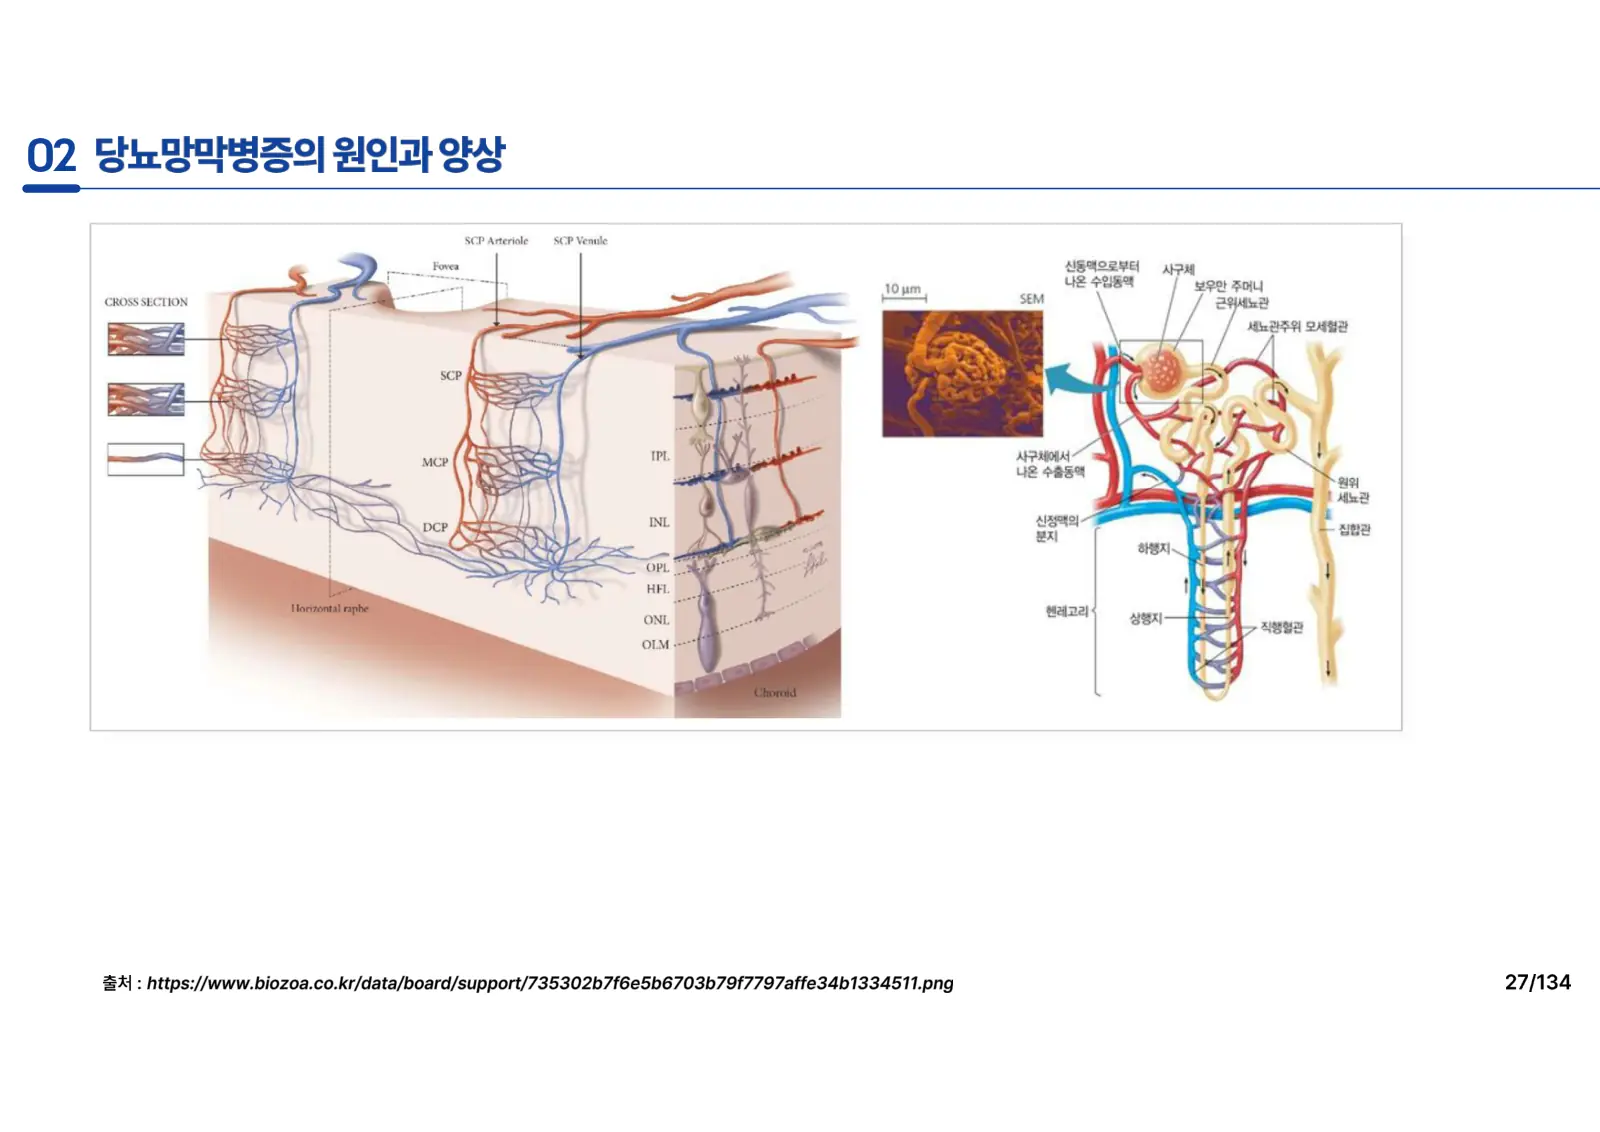 02 당뇨망막병증의 원인과 양상
SCP Arteriole
SCP Venule
Fovea
CROSS SECTION
SCP
MCP
DCP
Horizontal raphe
IPL
INL
OPL
HFL
ONL
OLM
Choroid
10 μm
SEM
신동맥으로부터
나온 수입동맥
사구체
보우만 주머니
근위세뇨관
세뇨관주위 모세혈관
사구체에서
나온 수출동맥
원위
세뇨관
신정맥의
분지
집합관
하행지
헨레고리
상행지
직행혈관
출처 : https://www.biozoa.co.kr/data/board/support/735302b7f6e5b6703b79f7797affe34b1334511.png
27/134